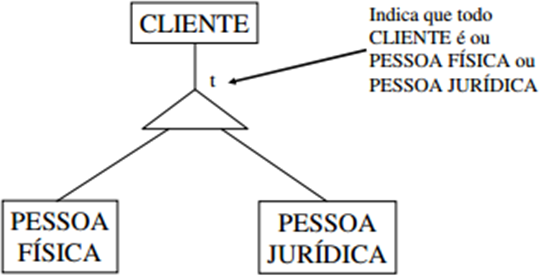 CLIENTE
t
Indica que todo
CLIENTE é ou
PESSOA FÍSICA ou
PESSOA JURÍDICA
PESSOA
FÍSICA
PESSOA
JURÍDICA